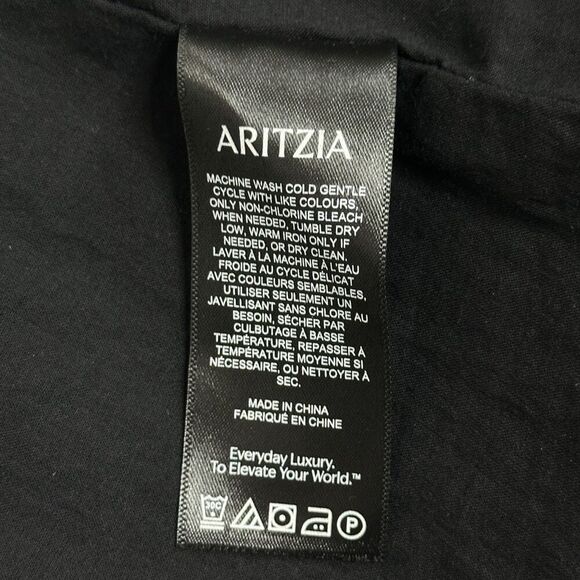 ARITZIA
MACHINE WASH COLD GENTLE
CYCLE WITH LIKE COLOURS,
ONLY NON-CHLORINE BLEACH
WHEN NEEDED, TUMBLE DRY
LOW, WARM IRON ONLY IF
NEEDED, OR DRY CLEAN.
LAVER À LA MACHINE À L'EAU
FROIDE AU CYCLE DÉLICAT
AVEC COULEURS SEMBLABLES,
UTILISER SEULEMENT UN
JAVELLISANT SANS CHLORE AU
BESOIN, SÉCHER PAR
CULBUTAGE À BASSE
TEMPÉRATURE, REPASSER À
TEMPÉRATURE MOYENNE SI
NÉCESSAIRE, OU NETTOYER À
SEC.
MADE IN CHINA
FABRIQUÉ EN CHINE
Everyday Luxury.
To Elevate Your World.™
30C
P